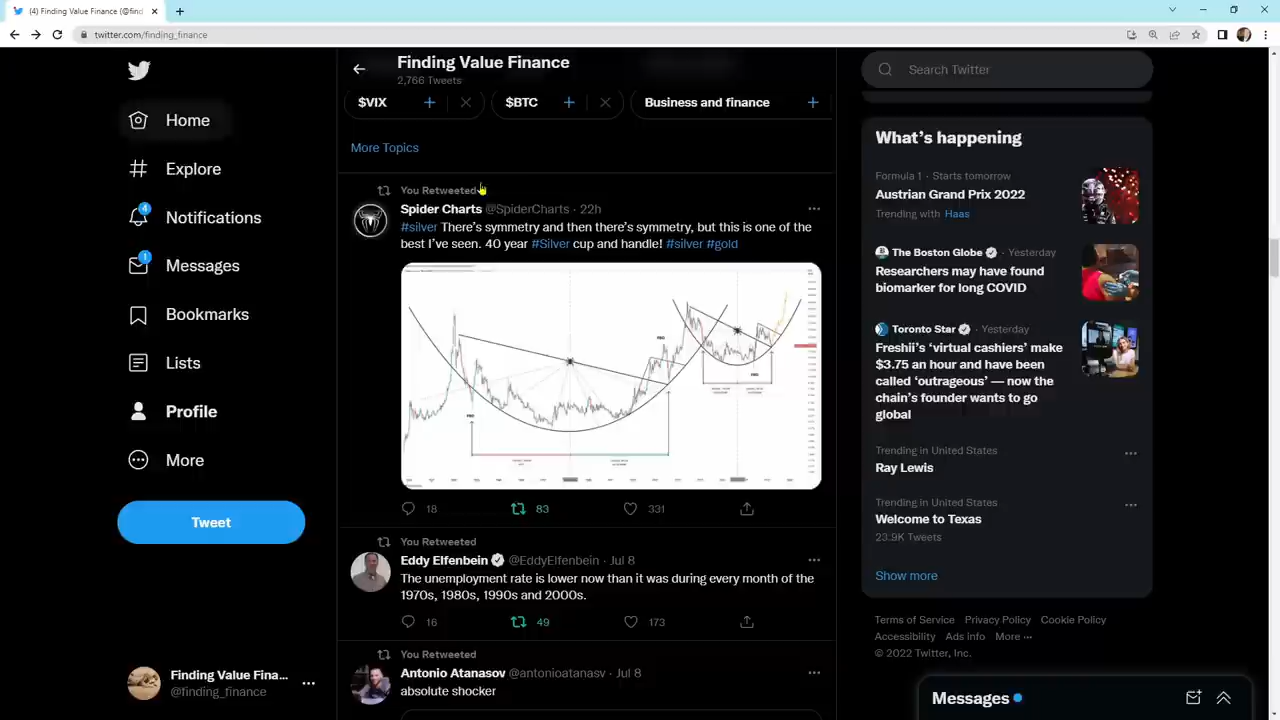 (4) Finding Value Finance (@find
twitter.com/finding_finance
Finding Value Finance
2,766 Tweets
$VIX
$BTC
Business and finance
More Topics
Home
Explore
4
Notifications
1
Messages
Bookmarks
Lists
Profile
More
Tweet
Finding Value Fina...
@finding_finance
You Retweeted
Spider Charts @SpiderCharts · 22h
#silver There's symmetry and then there's symmetry, but this is one of the
best I've seen. 40 year #Silver cup and handle! #silver #gold
18
83
331
You Retweeted
Eddy Elfenbein @EddyElfenbein · Jul 8
The unemployment rate is lower now than it was during every month of the
1970s, 1980s, 1990s and 2000s.
16
49
173
You Retweeted
Antonio Atanasov @antonioatanasv · Jul 8
absolute shocker
Search Twitter
What's happening
Formula 1 · Starts tomorrow
Austrian Grand Prix 2022
Trending with Haas
The Boston Globe · Yesterday
Researchers may have found
biomarker for long COVID
Toronto Star · Yesterday
Freshii's 'virtual cashiers' make
$3.75 an hour and have been
called 'outrageous' — now the
chain's founder wants to go
global
Trending in United States
Ray Lewis
Trending in United States
Welcome to Texas
23.9K Tweets
Show more
Terms of Service Privacy Policy Cookie Policy
Accessibility Ads info More ···
© 2022 Twitter, Inc.
Messages